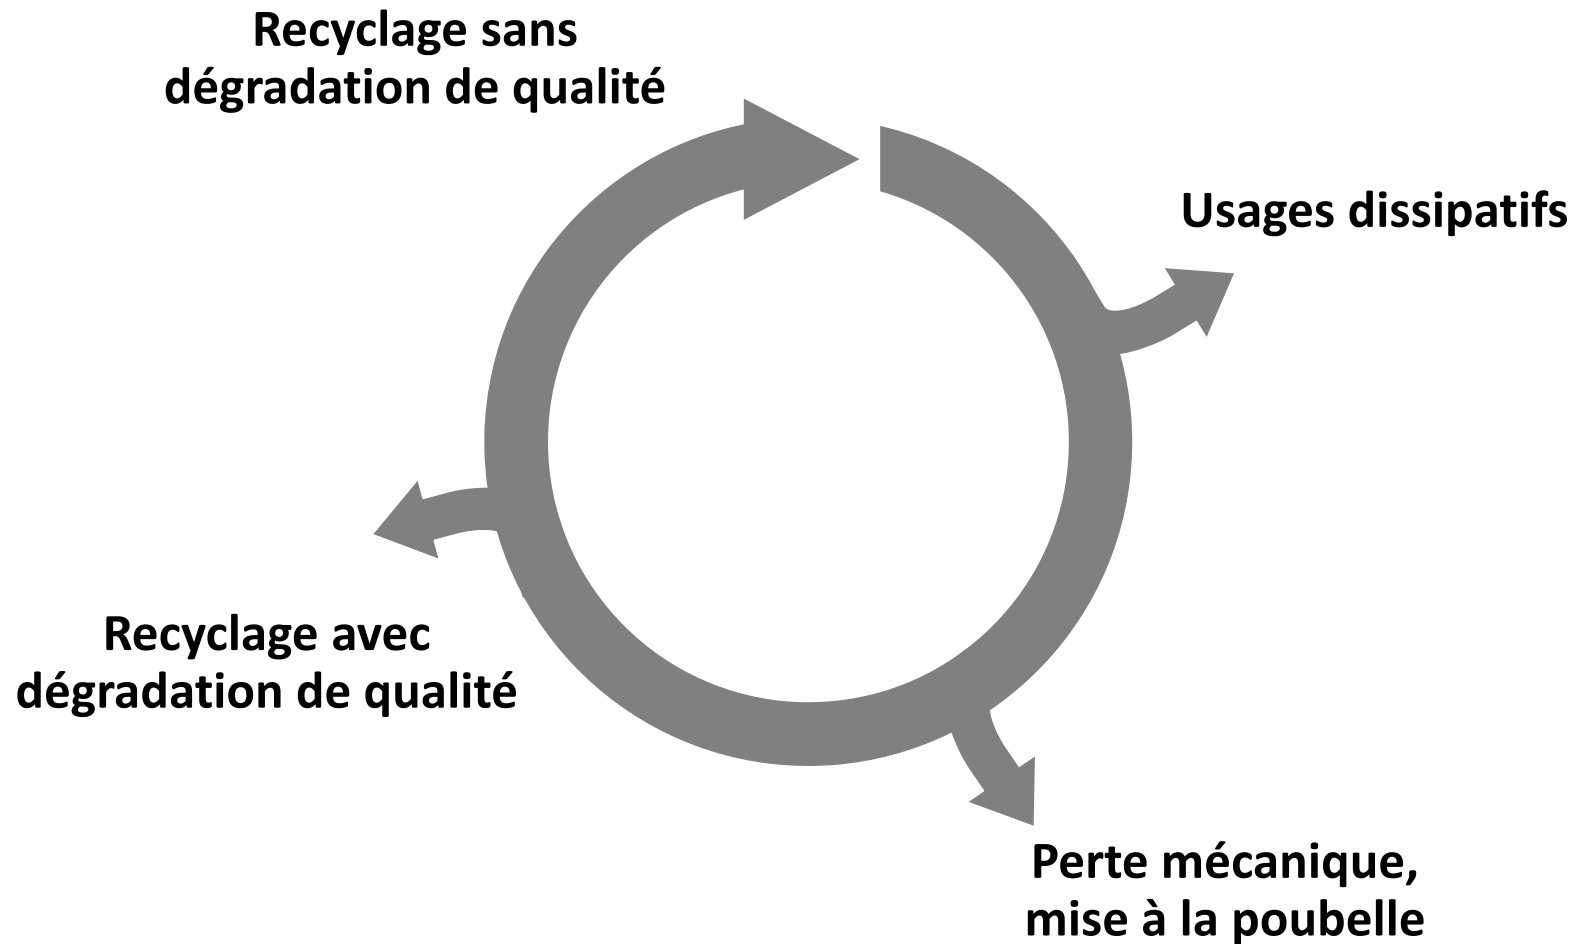 Recyclage sans
dégradation de qualité
Usages dissipatifs
Recyclage avec
dégradation de qualité
Perte mécanique,
mise à la poubelle